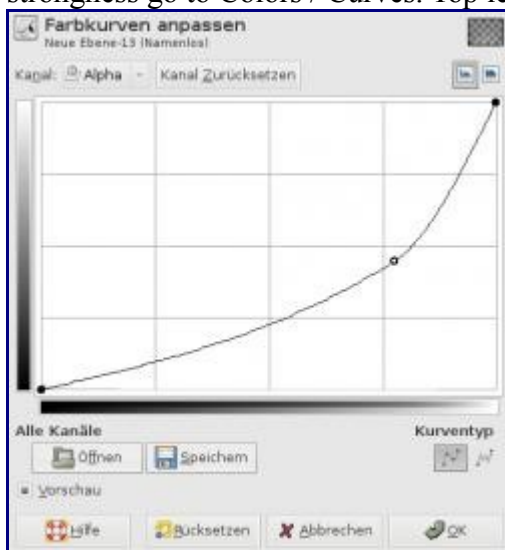 strongness go to Colors / Curves. Top le
Farbkurven anpassen
Neue Ebene-13 (Namenlos)
Kanal: Alpha Kanal Zurücksetzen
Alle Kanäle Kurventyp
Öffnen Speichern
Vorschau
Hilfe Rücksetzen Abbrechen OK